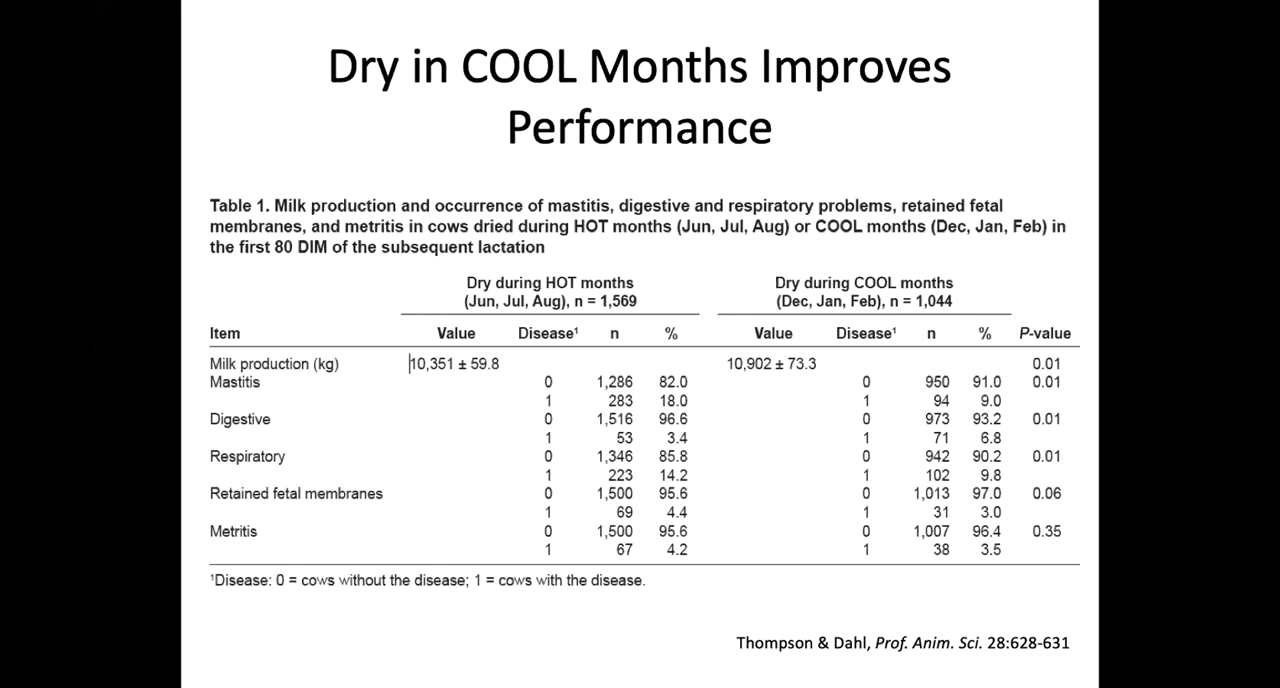 Dry in COOL Months Improves
Performance
Table 1. Milk production and occurrence of mastitis, digestive and respiratory problems, retained fetal
membranes, and metritis in cows dried during HOT months (Jun, Jul, Aug) or COOL months (Dec, Jan, Feb) in
the first 80 DIM of the subsequent lactation
Dry during HOT months Dry during COOL months
(Jun, Jul, Aug), n = 1,569 (Dec, Jan, Feb), n = 1,044
Item Value Disease¹ n % Value Disease¹ n % P-value
Milk production (kg) 10,351 ± 59.8 10,902 ± 73.3 0.01
Mastitis 0 1,286 82.0 0 950 91.0 0.01
1 283 18.0 1 94 9.0
Digestive 0 1,516 96.6 0 973 93.2 0.01
1 53 3.4 1 71 6.8
Respiratory 0 1,346 85.8 0 942 90.2 0.01
1 223 14.2 1 102 9.8
Retained fetal membranes 0 1,500 95.6 0 1,013 97.0 0.06
1 69 4.4 1 31 3.0
Metritis 0 1,500 95.6 0 1,007 96.4 0.35
1 67 4.2 1 38 3.5
¹Disease: 0 = cows without the disease; 1 = cows with the disease.
Thompson & Dahl, Prof. Anim. Sci. 28:628-631